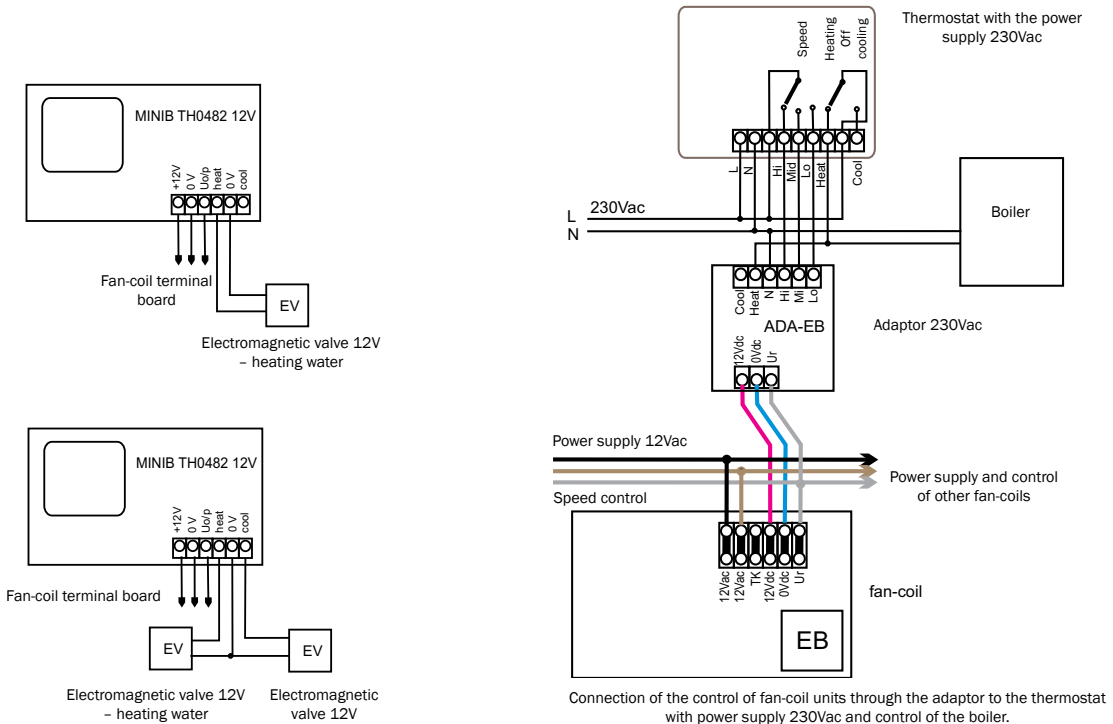 MINIB TH0482 12V
+12V
0 V
Uo/p
heat
0 V
cool
Fan-coil terminal
board
EV
Electromagnetic valve 12V
– heating water
MINIB TH0482 12V
+12V
0 V
Uo/p
heat
0 V
cool
Fan-coil terminal board
EV
EV
Electromagnetic valve 12V
– heating water
Electromagnetic
valve 12V
Thermostat with the power
supply 230Vac
Speed
Heating
Off
cooling
L
N
Hi
Mid
Lo
Heat
Cool
L
230Vac
N
Boiler
Cool
Heat
N
Hi
Mi
Lo
ADA-EB
Adaptor 230Vac
12Vdc
0Vdc
Ur
Power supply 12Vac
Speed control
Power supply and control
of other fan-coils
12Vac
12Vac
TK
12Vdc
0Vdc
Ur
fan-coil
EB
Connection of the control of fan-coil units through the adaptor to the thermostat
with power supply 230Vac and control of the boiler.